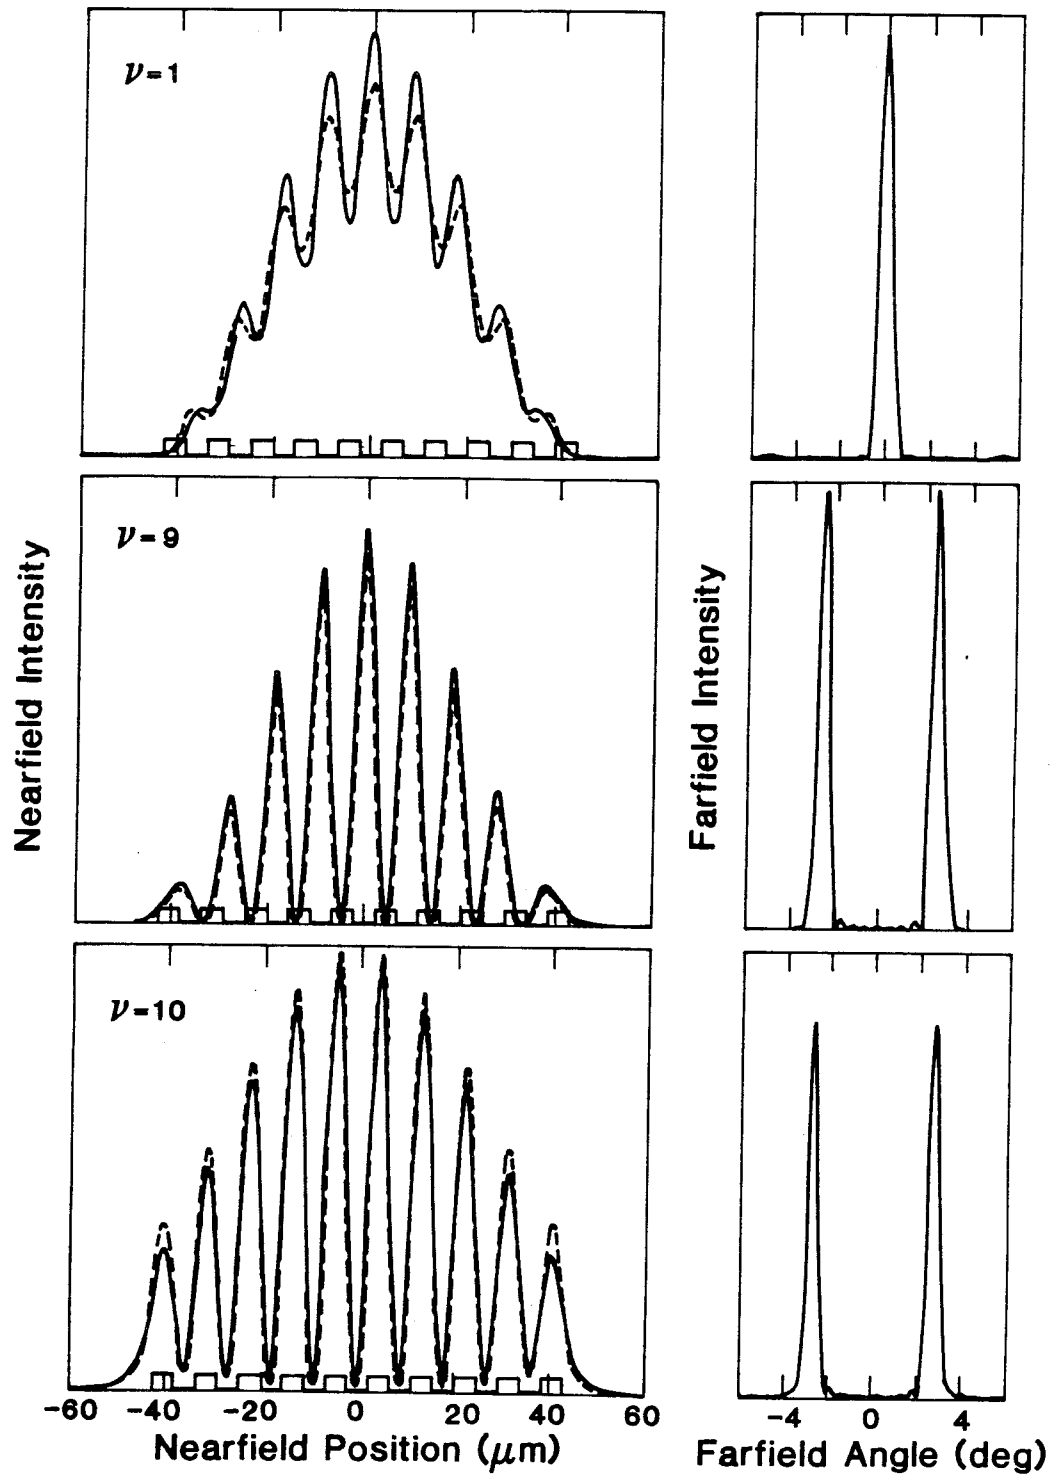 ν=1
ν=9
ν=10
Nearfield Intensity
Farfield Intensity
-60 -40 -20 0 20 40 60
Nearfield Position (μm)
-4 0 4
Farfield Angle (deg)